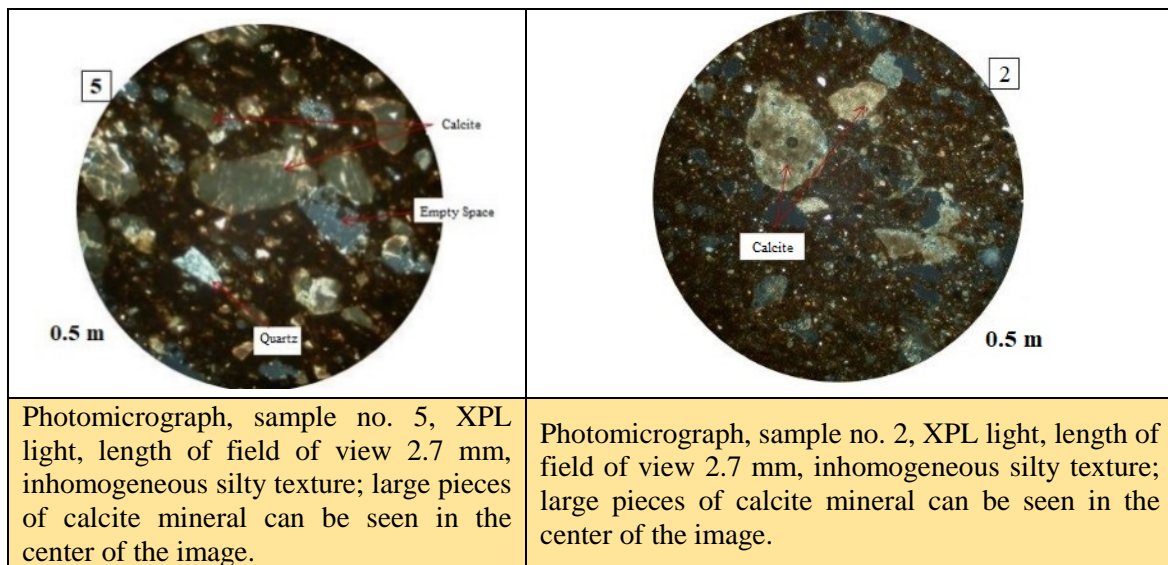 5
Calcite
Empty Space
Quartz
0.5 m
2
Calcite
0.5 m
Photomicrograph, sample no. 5, XPL
light, length of field of view 2.7 mm,
inhomogeneous silty texture; large pieces
of calcite mineral can be seen in the
center of the image.
Photomicrograph, sample no. 2, XPL light, length of
field of view 2.7 mm, inhomogeneous silty texture;
large pieces of calcite mineral can be seen in the
center of the image.